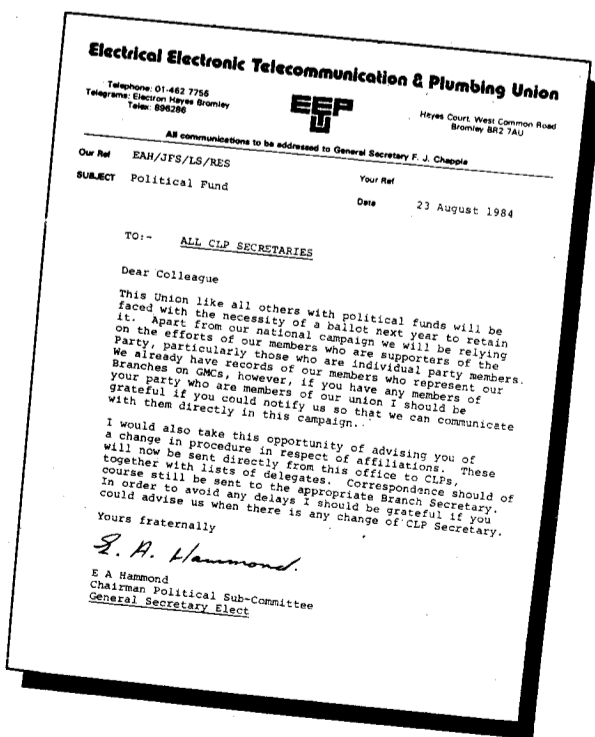 Electrical Electronic Telecommunication & Plumbing Union
Telephone: 01-462 7756
Telegrams: Electron Hayes Bromley
Telex: 896286
EEPTU
Hayes Court, West Common Road
Bromley BR2 7AU
All communications to be addressed to General Secretary F. J. Chapple
Our Ref EAH/JFS/LS/RES
Your Ref
SUBJECT Political Fund
Date 23 August 1984
TO:- ALL CLP SECRETARIES
Dear Colleague
This Union like all others with political funds will be
faced with the necessity of a ballot next year to retain
it. Apart from our national campaign we will be relying
on the efforts of our members who are supporters of the
Party, particularly those who are individual party members.
We already have records of our members who represent our
Branches on GMCs, however, if you have any members of
your party who are members of our union I should be
grateful if you could notify us so that we can communicate
with them directly in this campaign.
I would also take this opportunity of advising you of
a change in procedure in respect of affiliations. These
will now be sent directly from this office to CLPs,
together with lists of delegates. Correspondence should of
course still be sent to the appropriate Branch Secretary.
In order to avoid any delays I should be grateful if you
could advise us when there is any change of CLP Secretary.
Yours fraternally
E. A. Hammond.
E A Hammond
Chairman Political Sub-Committee
General Secretary Elect